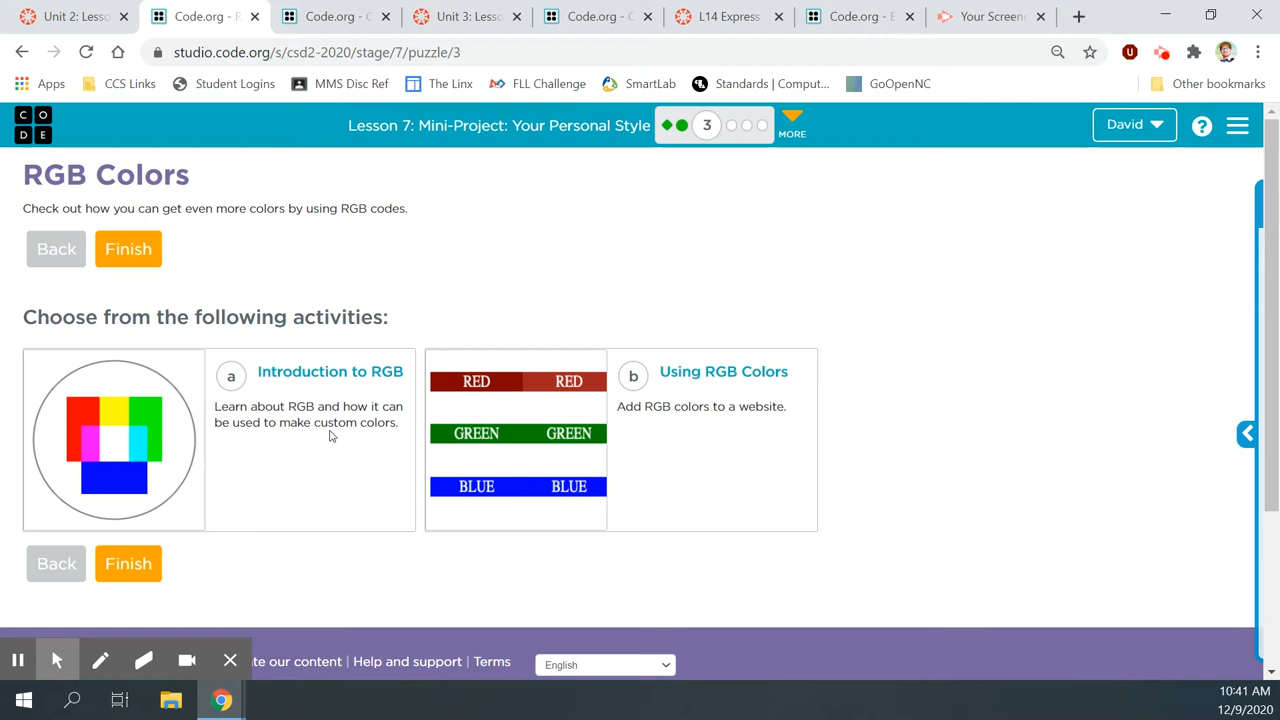 Unit 2: Lesso
Code.org - R
Code.org - C
Unit 3: Lesso
Code.org - C
L14 Express
Code.org - E
Your Screen
studio.code.org/s/csd2-2020/stage/7/puzzle/3
Apps
CCS Links
Student Logins
MMS Disc Ref
The Linx
FLL Challenge
SmartLab
Standards | Comput...
GoOpenNC
Other bookmarks
C O
D E
Lesson 7: Mini-Project: Your Personal Style
3
MORE
David
RGB Colors
Check out how you can get even more colors by using RGB codes.
Back
Finish
Choose from the following activities:
a
Introduction to RGB
Learn about RGB and how it can
be used to make custom colors.
RED RED
GREEN GREEN
BLUE BLUE
b
Using RGB Colors
Add RGB colors to a website.
Back
Finish
te our content | Help and support | Terms
English
10:41 AM
12/9/2020